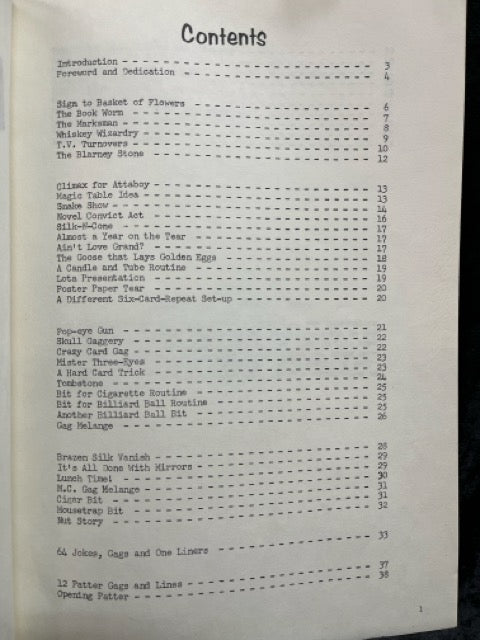 Contents
Introduction - - - - - - - - - - - - - - - - - - - - 3
Foreword and Dedication - - - - - - - - - - - - - - - 4
Sign to Basket of Flowers - - - - - - - - - - - - - - 6
The Book Worm - - - - - - - - - - - - - - - - - - - - 7
The Marksman - - - - - - - - - - - - - - - - - - - - 8
Whiskey Wizardry - - - - - - - - - - - - - - - - - - 9
T.V. Turnovers - - - - - - - - - - - - - - - - - - - 10
The Blarney Stone - - - - - - - - - - - - - - - - - - 12
Climax for Attaboy - - - - - - - - - - - - - - - - - 13
Magic Table Idea - - - - - - - - - - - - - - - - - - 13
Snake Show - - - - - - - - - - - - - - - - - - - - - 14
Novel Convict Act - - - - - - - - - - - - - - - - - - 16
Silk-N-Cone - - - - - - - - - - - - - - - - - - - - - 17
Almost a Year on the Tear - - - - - - - - - - - - - - 17
Ain't Love Grand? - - - - - - - - - - - - - - - - - - 17
The Goose that Lays Golden Eggs - - - - - - - - - - - 18
A Candle and Tube Routine - - - - - - - - - - - - - - 19
Lota Presentation - - - - - - - - - - - - - - - - - - 19
Poster Paper Tear - - - - - - - - - - - - - - - - - - 20
A Different Six-Card-Repeat Set-up - - - - - - - - - - 20
Pop-eye Gun - - - - - - - - - - - - - - - - - - - - - 21
Skull Gaggery - - - - - - - - - - - - - - - - - - - - 22
Crazy Card Gag - - - - - - - - - - - - - - - - - - - 22
Mister Three-Eyes - - - - - - - - - - - - - - - - - - 23
A Hard Card Trick - - - - - - - - - - - - - - - - - - 23
Tombstone - - - - - - - - - - - - - - - - - - - - - - 24
Bit for Cigarette Routine - - - - - - - - - - - - - - 25
Bit for Billiard Ball Routine - - - - - - - - - - - - 25
Another Billiard Ball Bit - - - - - - - - - - - - - - 25
Gag Melange - - - - - - - - - - - - - - - - - - - - - 26
Brazen Silk Vanish - - - - - - - - - - - - - - - - - 28
It's All Done With Mirrors - - - - - - - - - - - - - 29
Lunch Time! - - - - - - - - - - - - - - - - - - - - - 29
M.C. Gag Melange - - - - - - - - - - - - - - - - - - 30
Cigar Bit - - - - - - - - - - - - - - - - - - - - - - 31
Mousetrap Bit - - - - - - - - - - - - - - - - - - - - 31
Nut Story - - - - - - - - - - - - - - - - - - - - - - 32
64 Jokes, Gags and One Liners - - - - - - - - - - - - 33
12 Patter Gags and Lines - - - - - - - - - - - - - - 37
Opening Patter - - - - - - - - - - - - - - - - - - - 38
1